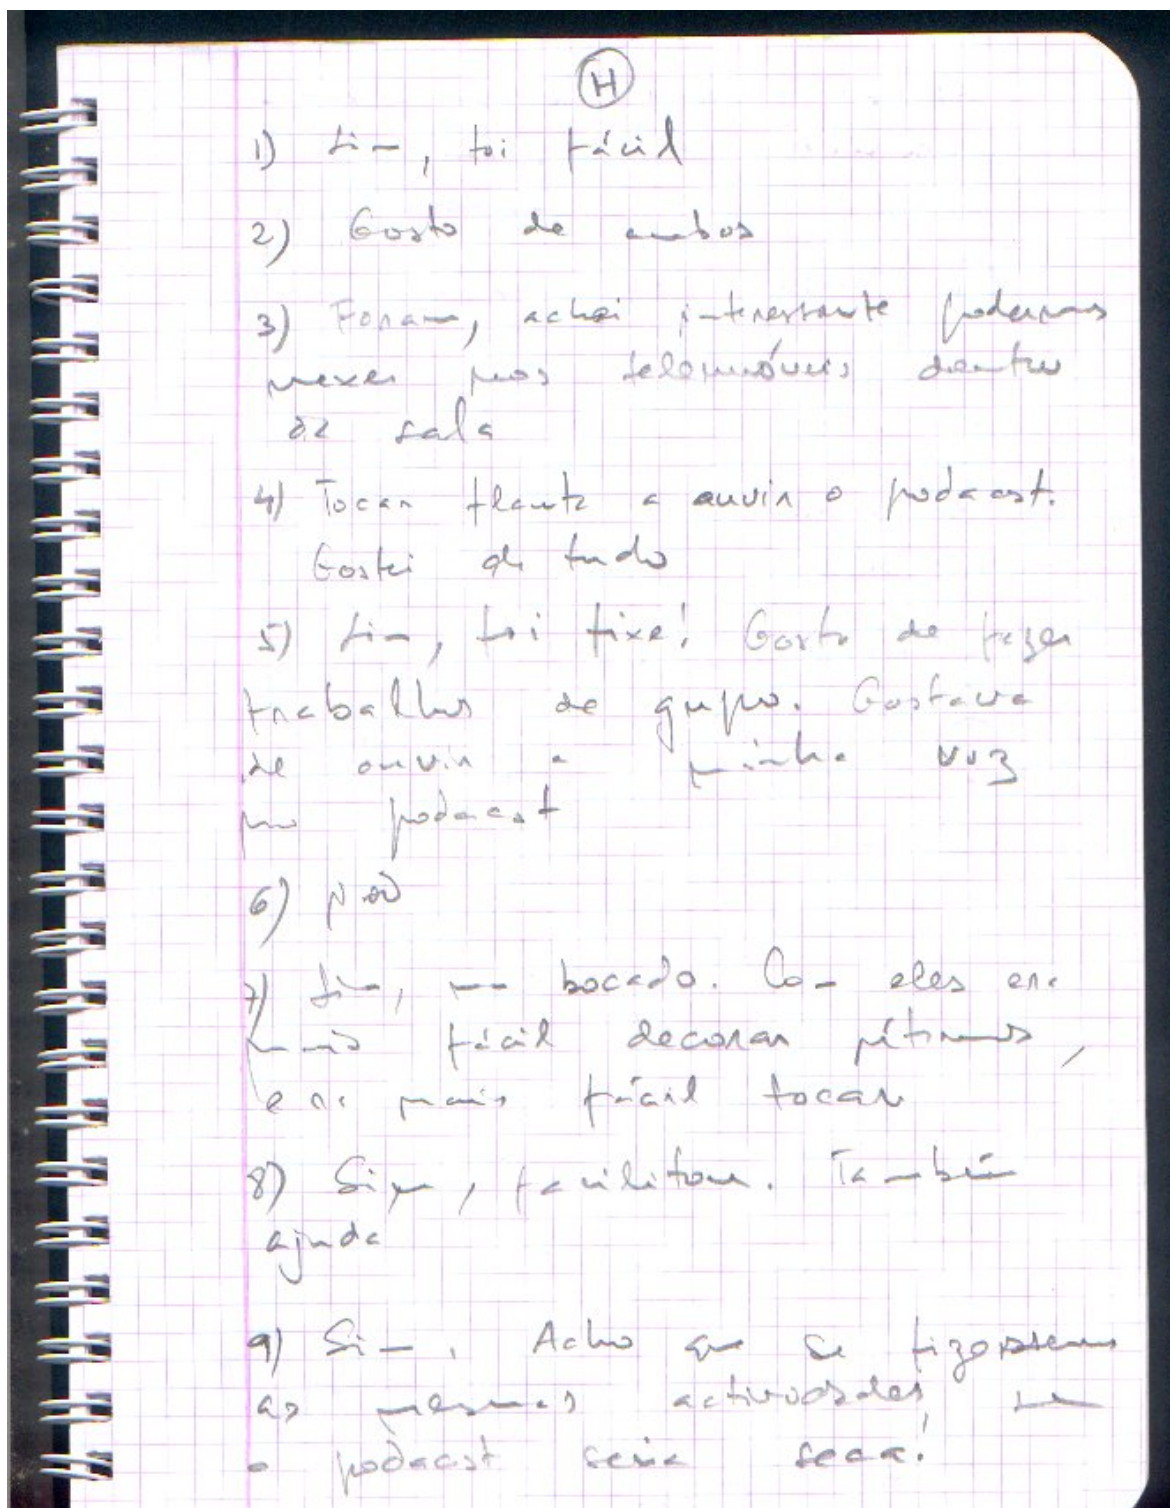 H
1) Sim, foi fácil
2) Gosto de ambos
3) Foram, achei interessante podermos
mexer nos telemóveis dentro
da sala
4) Tocar flauta a ouvir o podcast.
Gostei de tudo
5) Sim, foi fixe! Gosto de fazer
trabalhos de grupo. Gostava
de ouvir a minha voz
no podcast
6) Não
7) Sim, um bocado. Com eles era
mais fácil decorar ritmos,
era mais fácil tocar
8) Sim, facilitou. Também
ajuda
9) Sim. Acho que se fizessemos
as mesmas actividades sem
o podcast seria seca!